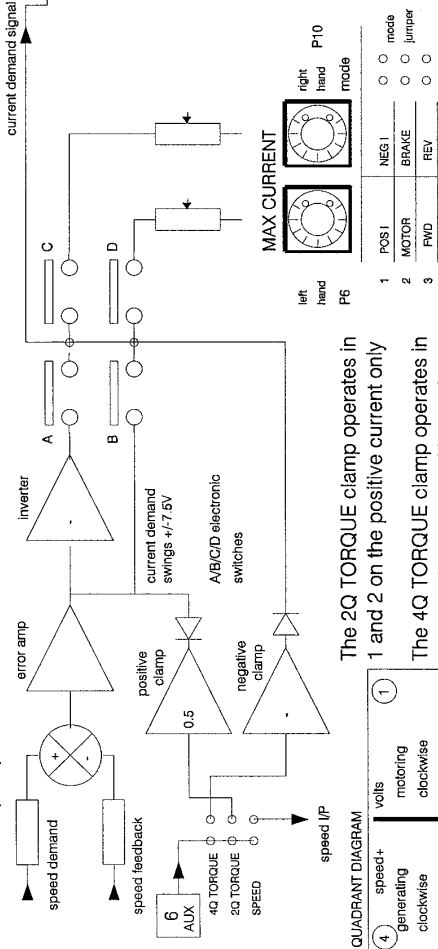 current demand signal
speed demand
speed feedback
+
-
error amp
inverter
-
A
B
C
D
current demand
swings +/-7.5V
A/B/C/D electronic
switches
positive
clamp
0.5
negative
clamp
-
6
AUX
4Q TORQUE
2Q TORQUE
SPEED
speed I/P
MAX CURRENT
left
hand
P6
right
hand
P10
mode
1 POS I NEG I mode
2 MOTOR BRAKE jumper
3 FWD REV
The 2Q TORQUE clamp operates in
1 and 2 on the positive current only
The 4Q TORQUE clamp operates in
QUADRANT DIAGRAM
4 speed+ volts 1
generating motoring
clockwise clockwise